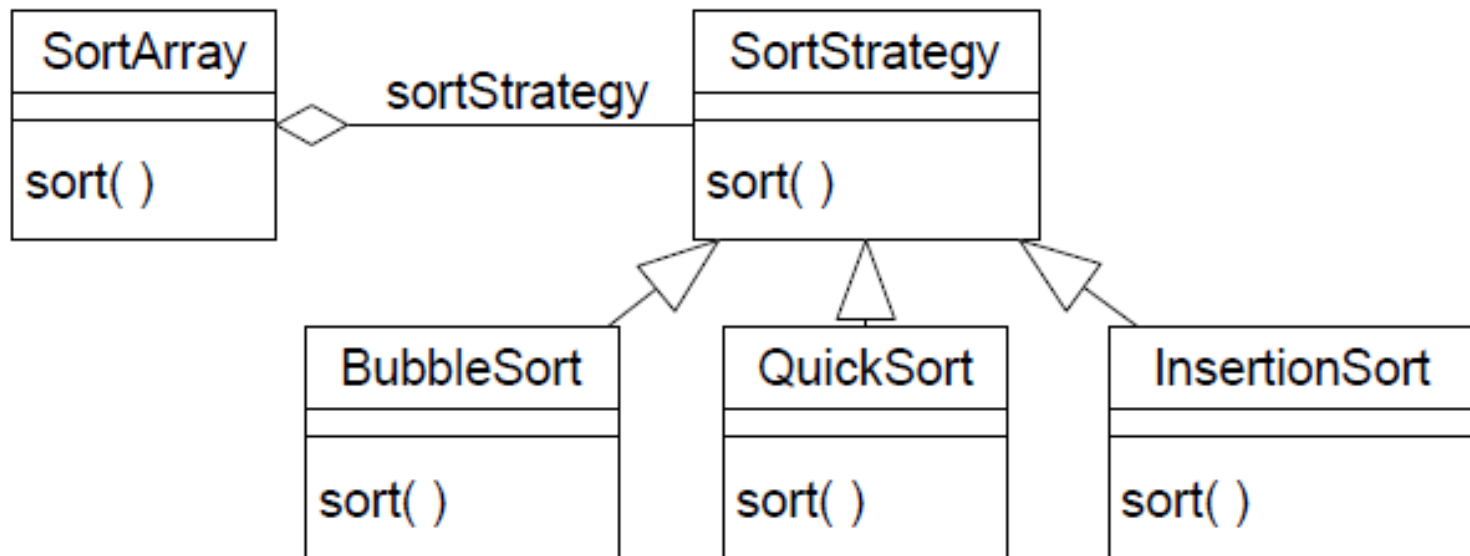 SortArray
SortStrategy
sortStrategy
sort( )
sort( )
BubbleSort
QuickSort
InsertionSort
sort( )
sort( )
sort( )